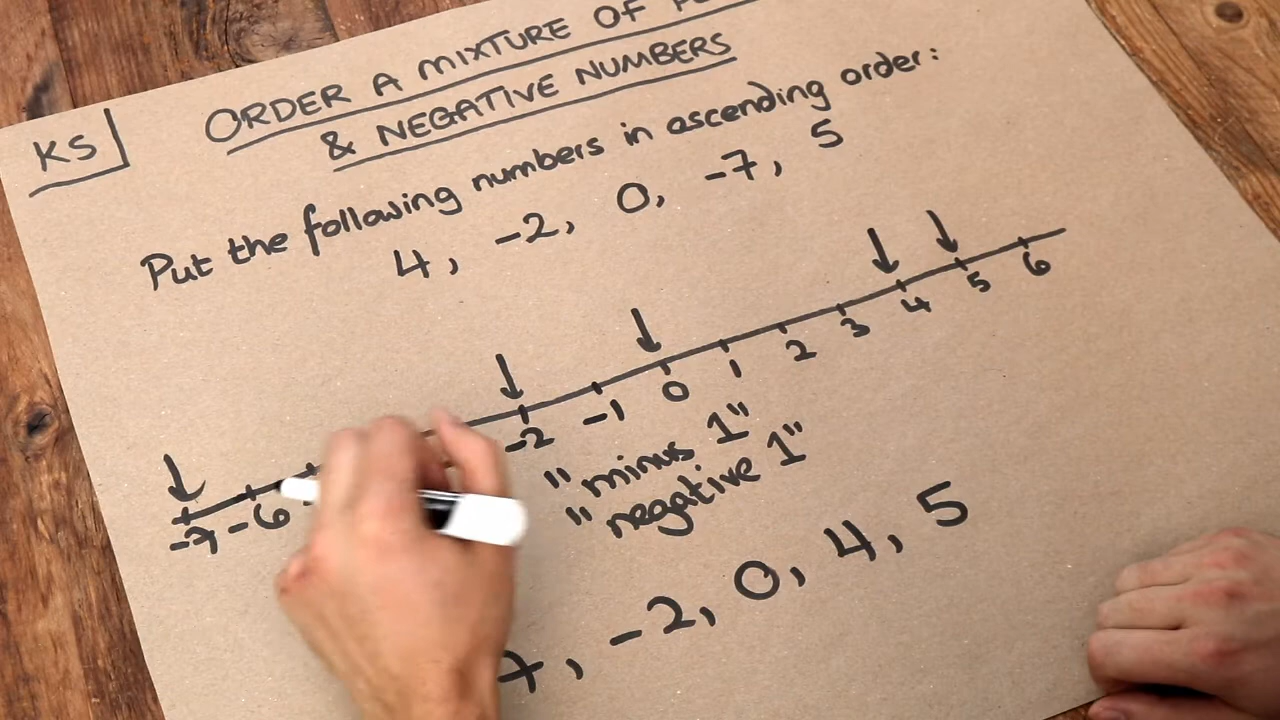 KS
ORDER A MIXTURE OF
& NEGATIVE NUMBERS
Put the following numbers in ascending order:
4, -2, 0, -7, 5
-7 -6 -2 -1 0 1 2 3 4 5 6
"minus 1"
"negative 1"
7, -2, 0, 4, 5